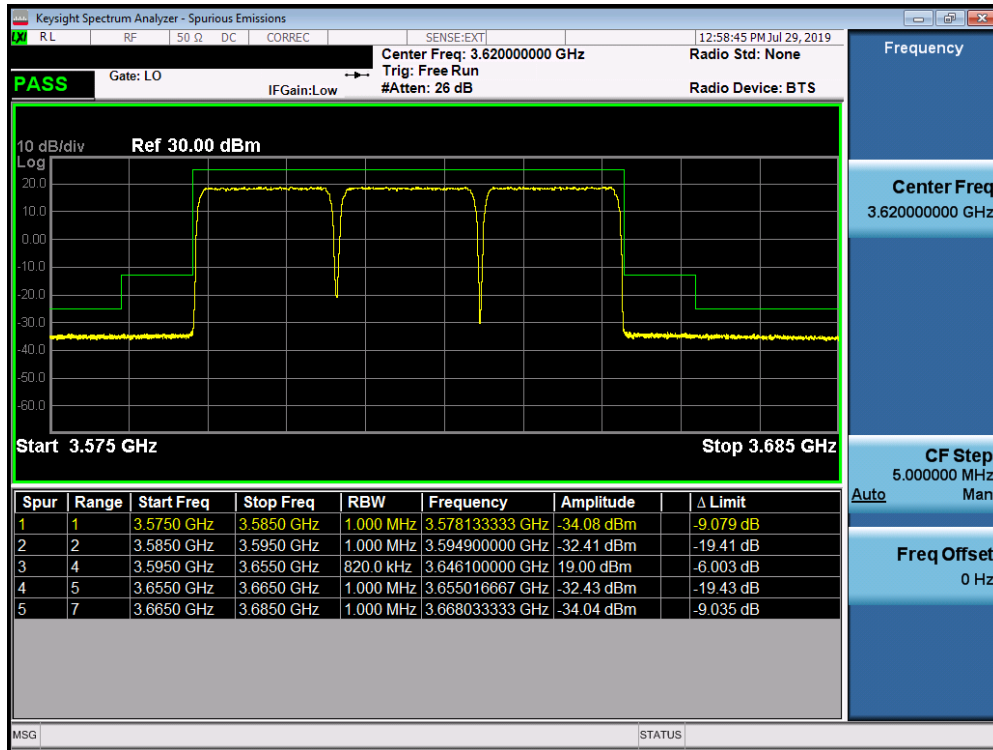 Keysight Spectrum Analyzer - Spurious Emissions
LXI RL RF 50 Ω DC CORREC SENSE:EXT 12:58:45 PM Jul 29, 2019
Center Freq: 3.620000000 GHz Radio Std: None
PASS Gate: LO Trig: Free Run
IFGain:Low #Atten: 26 dB Radio Device: BTS
10 dB/div Ref 30.00 dBm
Log
20.0
10.0
0.00
-10.0
-20.0
-30.0
-40.0
-50.0
-60.0
Start 3.575 GHz Stop 3.685 GHz
Spur Range Start Freq Stop Freq RBW Frequency Amplitude Δ Limit
1 1 3.5750 GHz 3.5850 GHz 1.000 MHz 3.578133333 GHz -34.08 dBm -9.079 dB
2 2 3.5850 GHz 3.5950 GHz 1.000 MHz 3.594900000 GHz -32.41 dBm -19.41 dB
3 4 3.5950 GHz 3.6550 GHz 820.0 kHz 3.646100000 GHz 19.00 dBm -6.003 dB
4 5 3.6550 GHz 3.6650 GHz 1.000 MHz 3.655016667 GHz -32.43 dBm -19.43 dB
5 7 3.6650 GHz 3.6850 GHz 1.000 MHz 3.668033333 GHz -34.04 dBm -9.035 dB
MSG STATUS
Frequency
Center Freq
3.620000000 GHz
CF Step
5.000000 MHz
Auto Man
Freq Offset
0 Hz